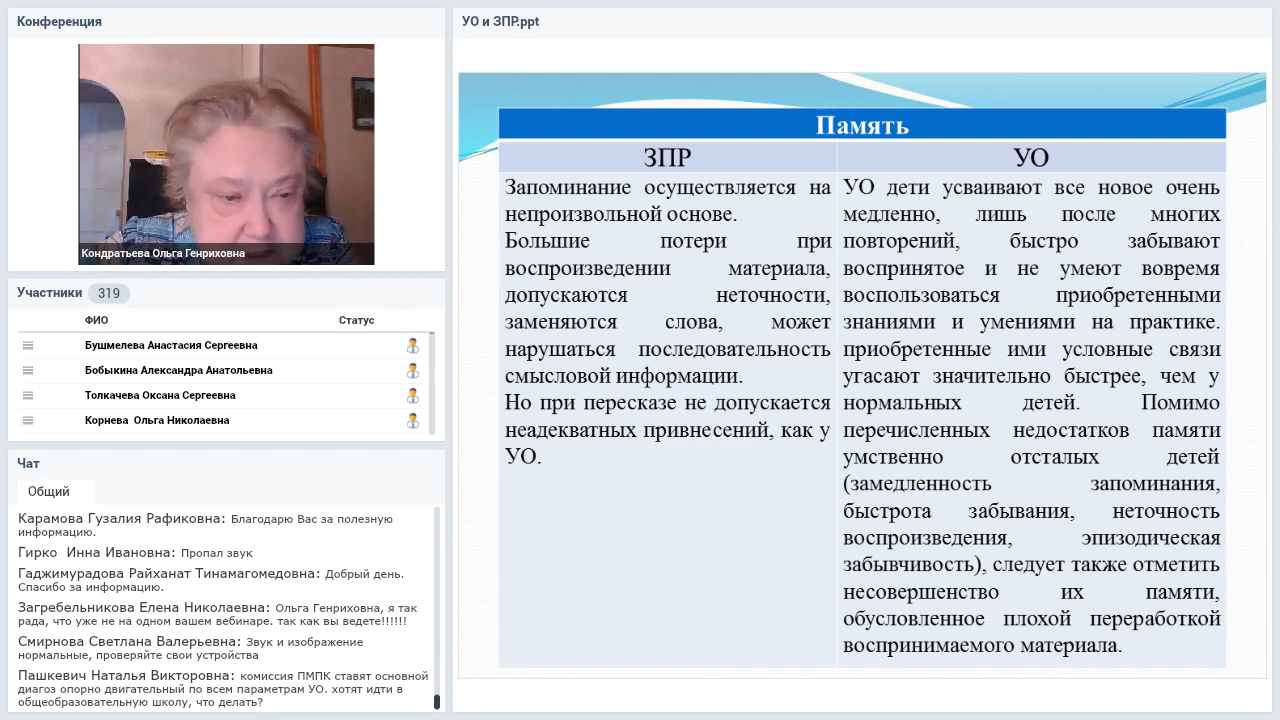 Конференция
Кондратьева Ольга Генриховна
Участники 319
ФИО Статус
Бушмелева Анастасия Сергеевна
Бобыкина Александра Анатольевна
Толкачева Оксана Сергеевна
Корнева Ольга Николаевна
Чат
Общий
Карамова Гузалия Рафиковна: Благодарю Вас за полезную
информацию.
Гирко Инна Ивановна: Пропал звук
Гаджимурадова Райханат Тинамагомедовна: Добрый день.
Спасибо за информацию.
Загребельникова Елена Николаевна: Ольга Генриховна, я так
рада, что уже не на одном вашем вебинаре. так как вы ведете!!!!!!
Смирнова Светлана Валерьевна: Звук и изображение
нормальные, проверяйте свои устройства
Пашкевич Наталья Викторовна: комиссия ПМПК ставят основной
диагоз опорно двигательный по всем параметрам УО. хотят идти в
общеобразовательную школу, что делать?
УО и ЗПР.ppt
Память
ЗПР
Запоминание осуществляется на
непроизвольной основе.
Большие потери при
воспроизведении материала,
допускаются неточности,
заменяются слова, может
нарушаться последовательность
смысловой информации.
Но при пересказе не допускается
неадекватных привнесений, как у
УО.
УО
УО дети усваивают все новое очень
медленно, лишь после многих
повторений, быстро забывают
воспринятое и не умеют вовремя
воспользоваться приобретенными
знаниями и умениями на практике.
приобретенные ими условные связи
угасают значительно быстрее, чем у
нормальных детей. Помимо
перечисленных недостатков памяти
умственно отсталых детей
(замедленность запоминания,
быстрота забывания, неточность
воспроизведения, эпизодическая
забывчивость), следует также отметить
несовершенство их памяти,
обусловленное плохой переработкой
воспринимаемого материала.